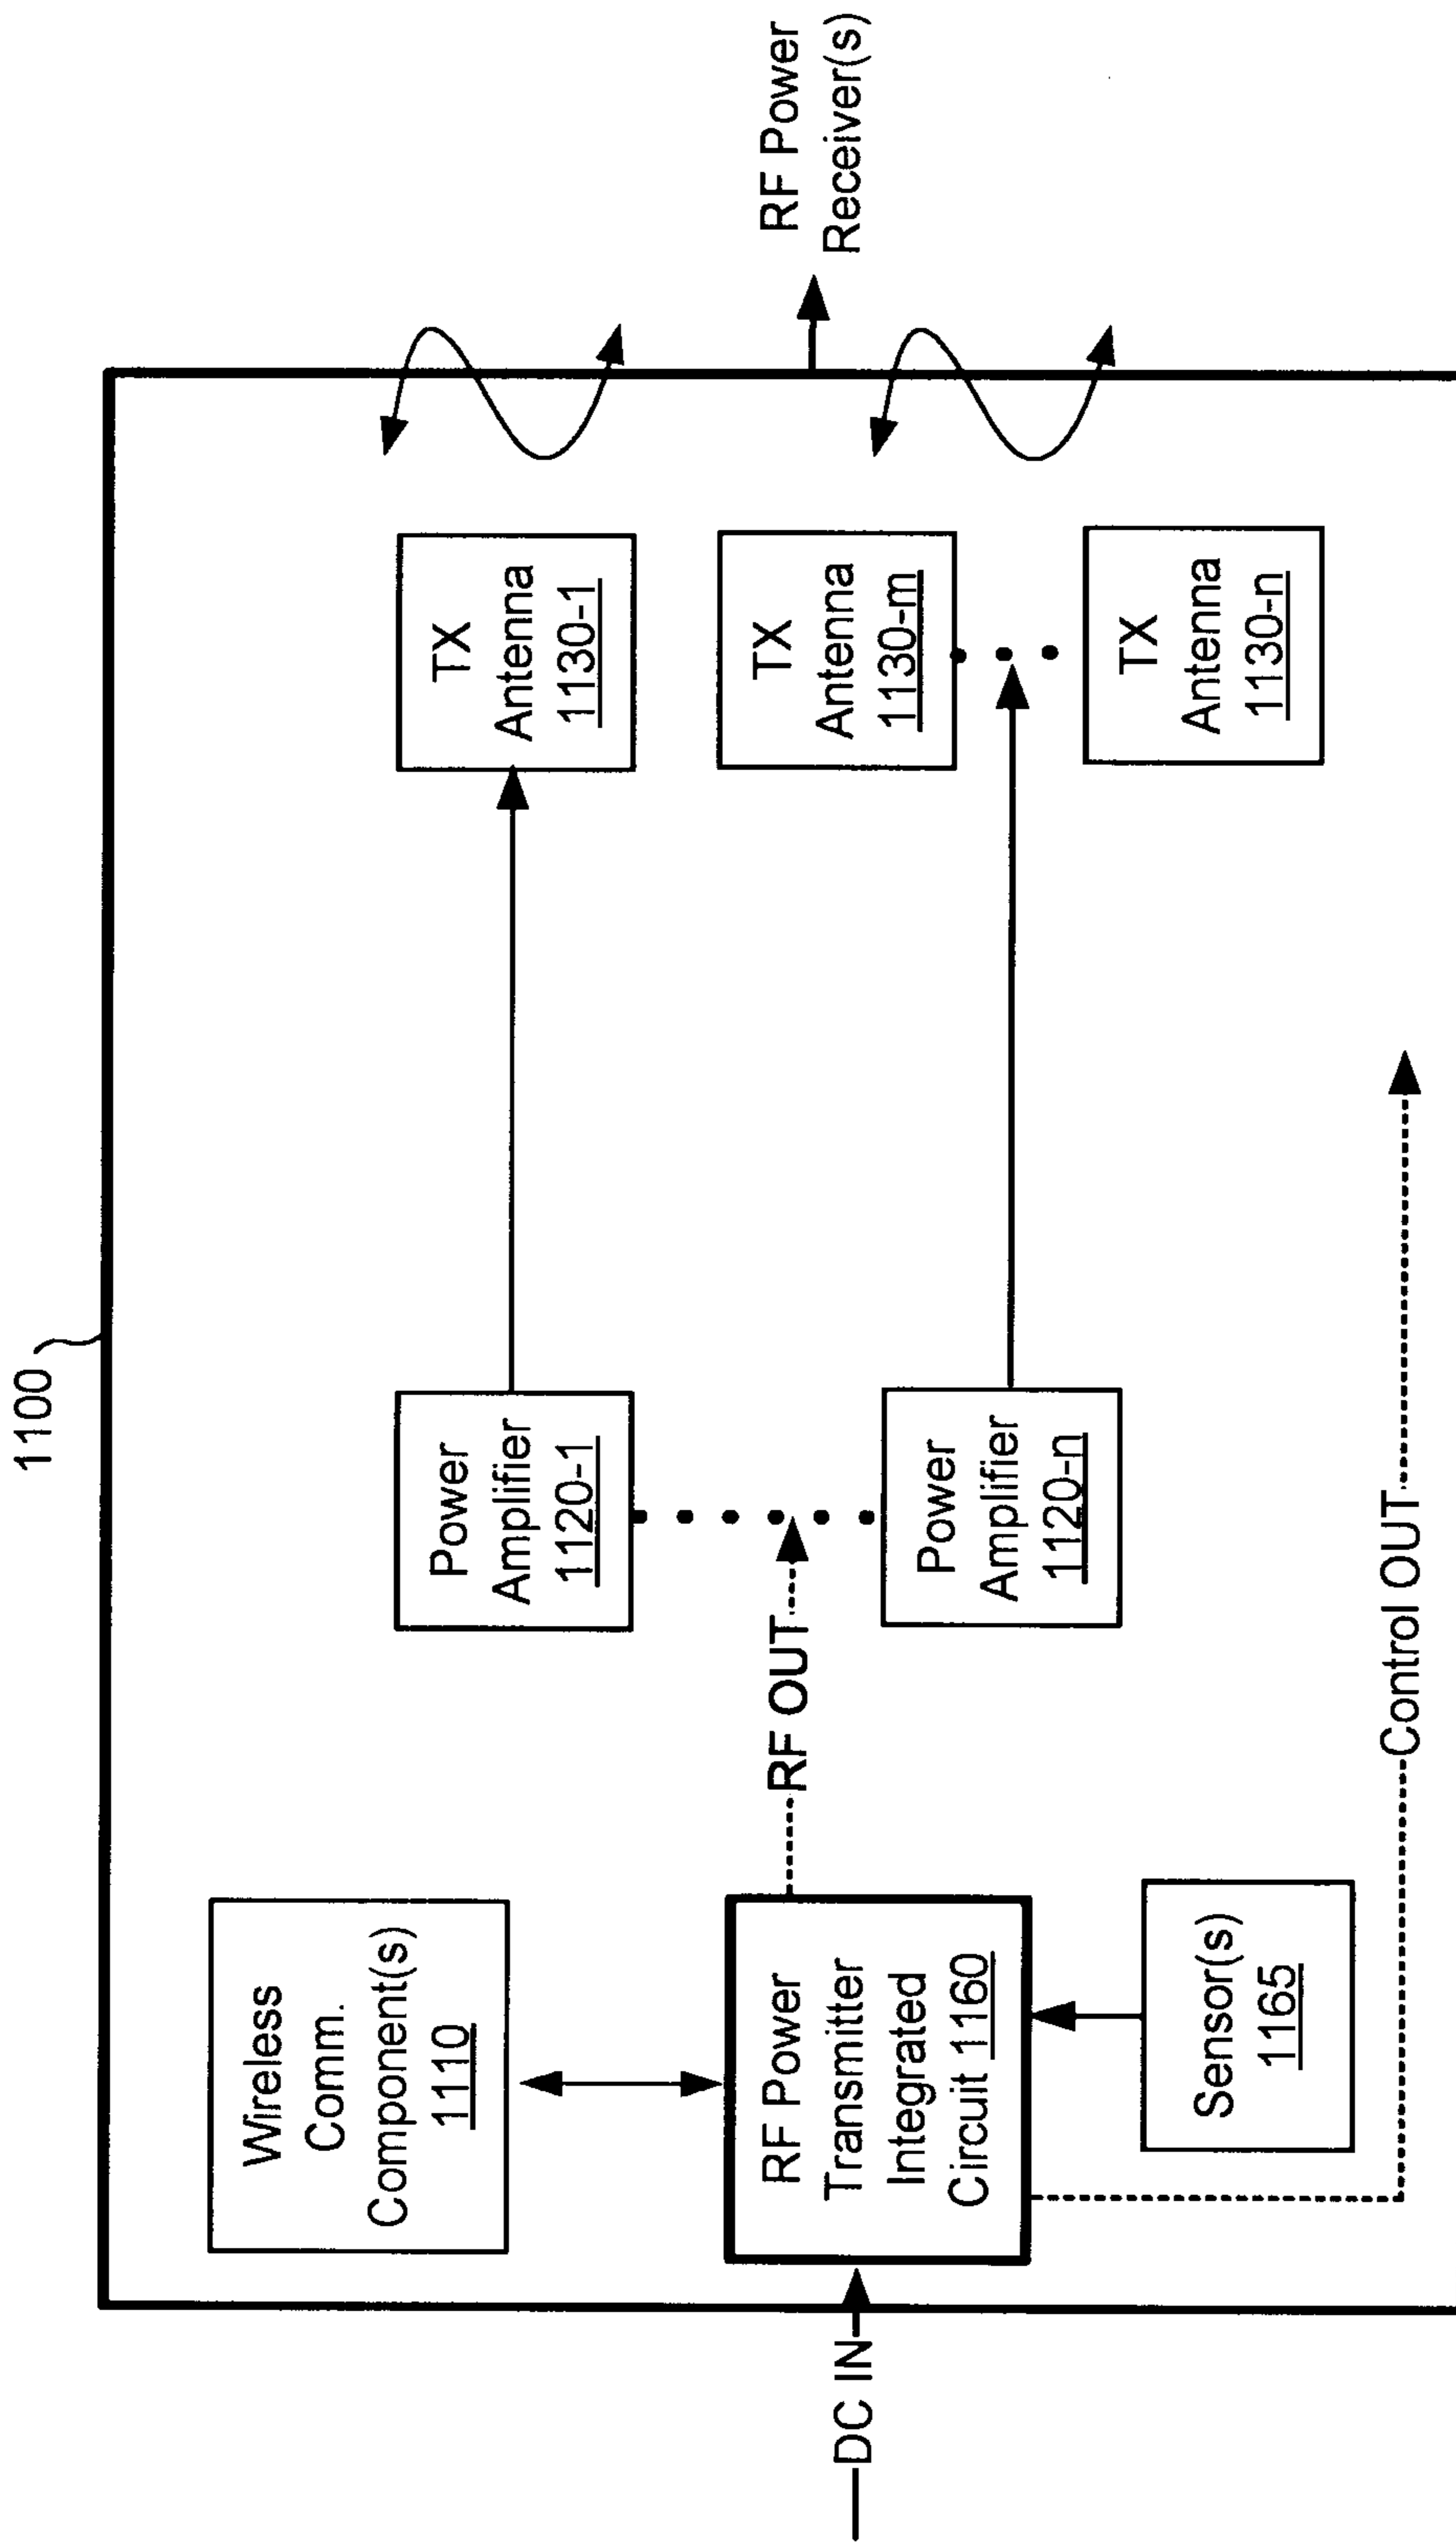 1100
Wireless
Comm.
Component(s)
1110
Power
Amplifier
1120-1
TX
Antenna
1130-1
DC IN
RF Power
Transmitter
Integrated
Circuit 1160
RF OUT
Power
Amplifier
1120-n
TX
Antenna
1130-m
TX
Antenna
1130-n
RF Power
Receiver(s)
Sensor(s)
1165
Control OUT